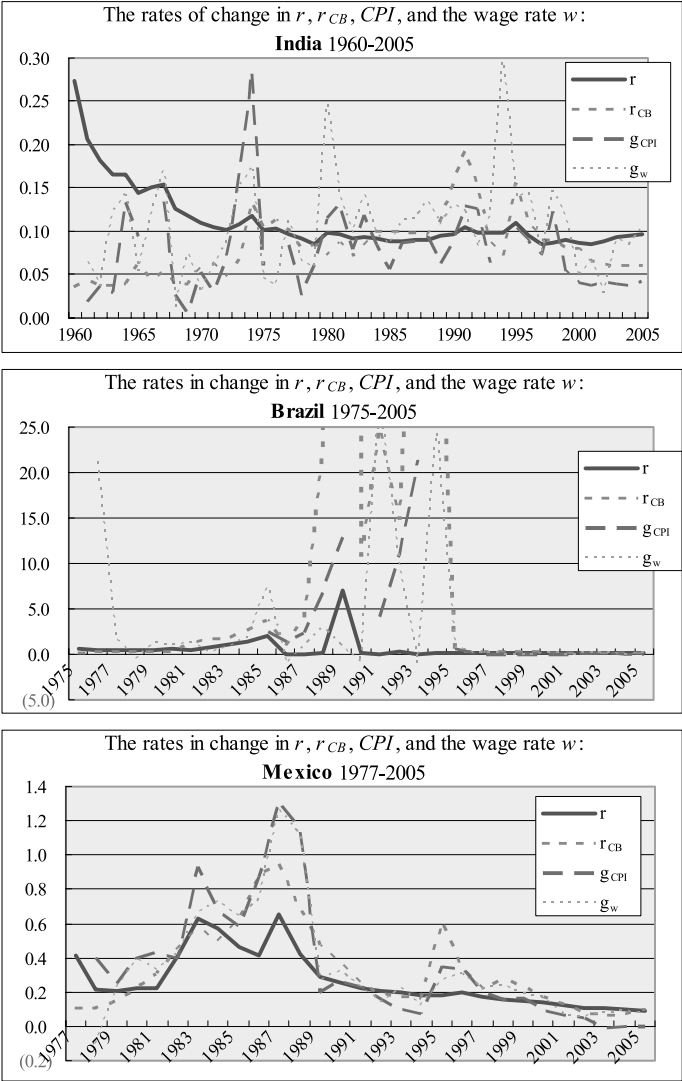 The rates of change in r, r CB, CPI, and the wage rate w:
India 1960-2005
0.30
0.25
0.20
0.15
0.10
0.05
0.00
1960 1965 1970 1975 1980 1985 1990 1995 2000 2005
r
r CB
g CPI
g w
The rates in change in r, r CB, CPI, and the wage rate w:
Brazil 1975-2005
25.0
20.0
15.0
10.0
5.0
0.0
(5.0)
1975 1977 1979 1981 1983 1985 1987 1989 1991 1993 1995 1997 1999 2001 2003 2005
r
r CB
g CPI
g w
The rates in change in r, r CB, CPI, and the wage rate w:
Mexico 1977-2005
1.4
1.2
1.0
0.8
0.6
0.4
0.2
0.0
(0.2)
1977 1979 1981 1983 1985 1987 1989 1991 1993 1995 1997 1999 2001 2003 2005
r
r CB
g CPI
g w